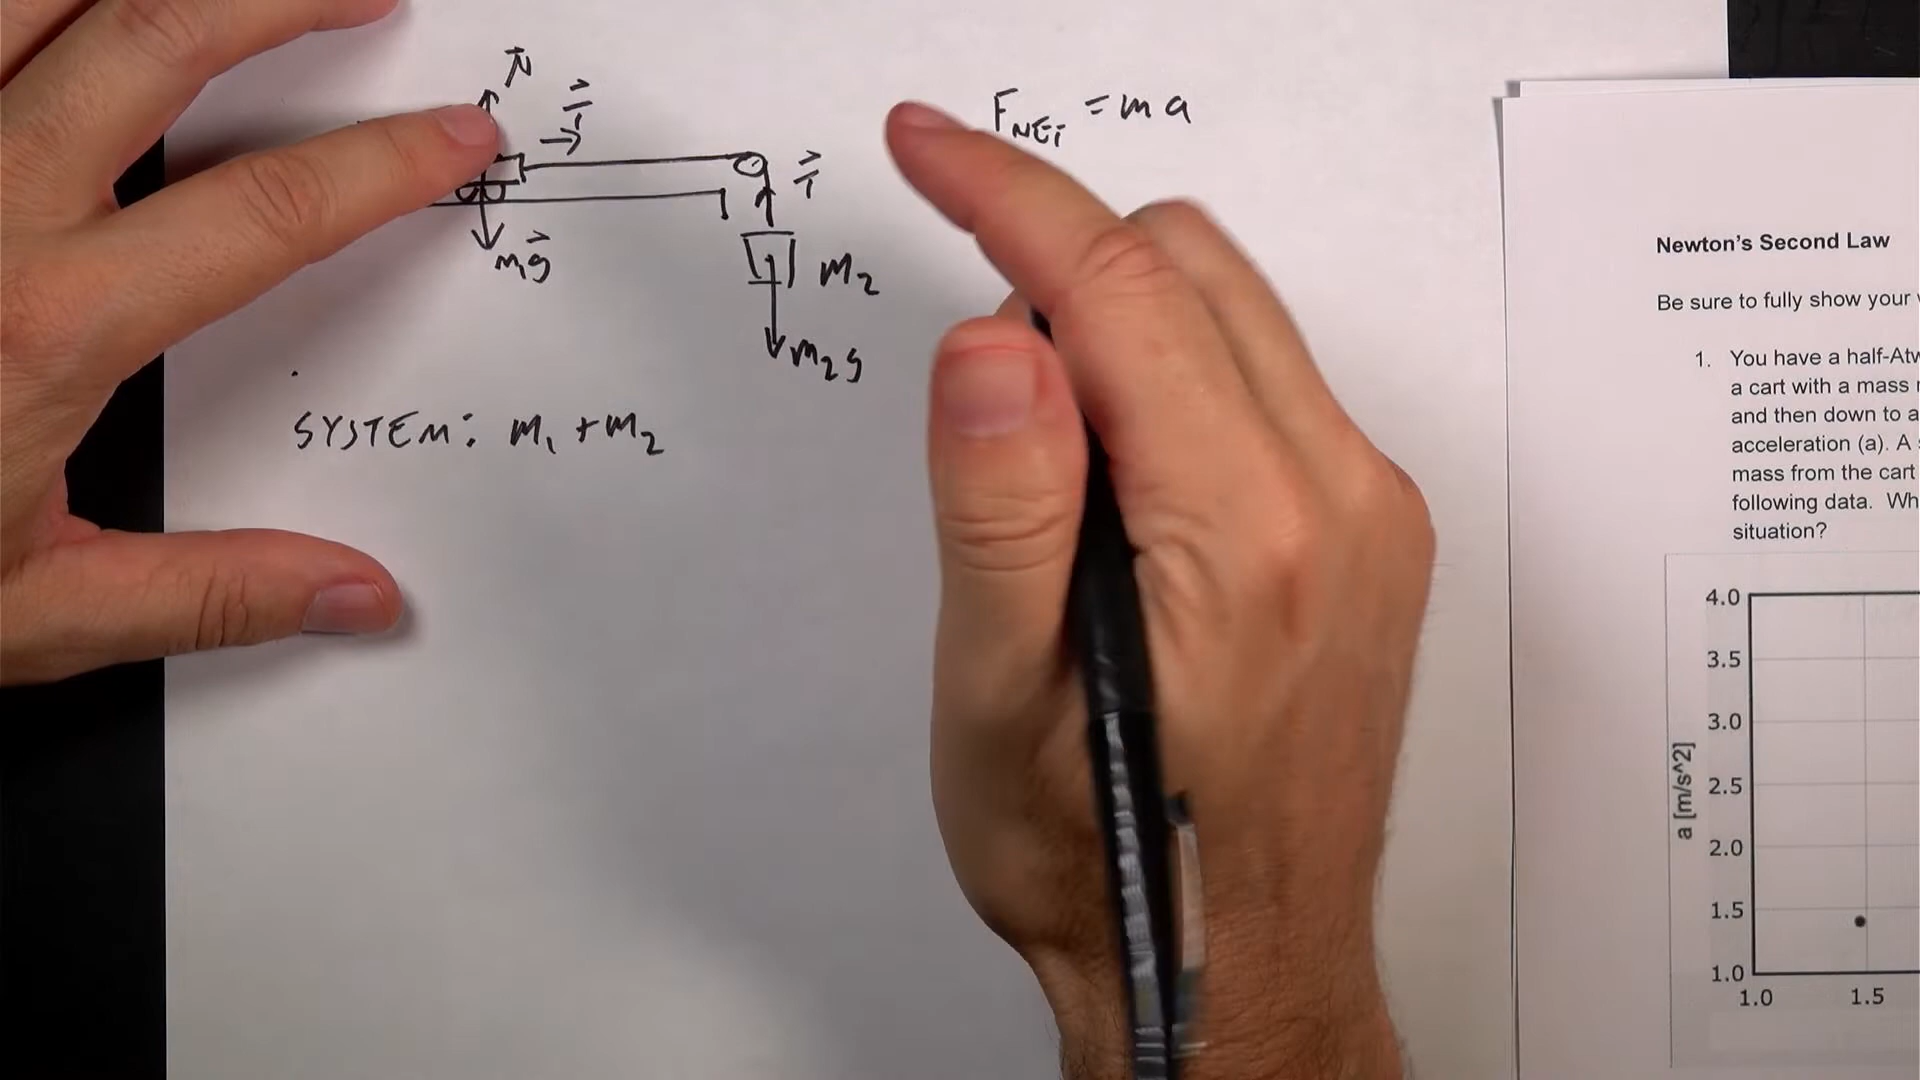 N
T
F_NET = ma
T
m₁g
m₂
m₂g
SYSTEM: m₁ + m₂
Newton's Second Law
Be sure to fully show your
1. You have a half-Atw
a cart with a mass
and then down to a
acceleration (a). A
mass from the cart
following data. Wh
situation?
4.0
3.5
3.0
2.5
2.0
1.5
1.0
a [m/s^2]
1.0 1.5